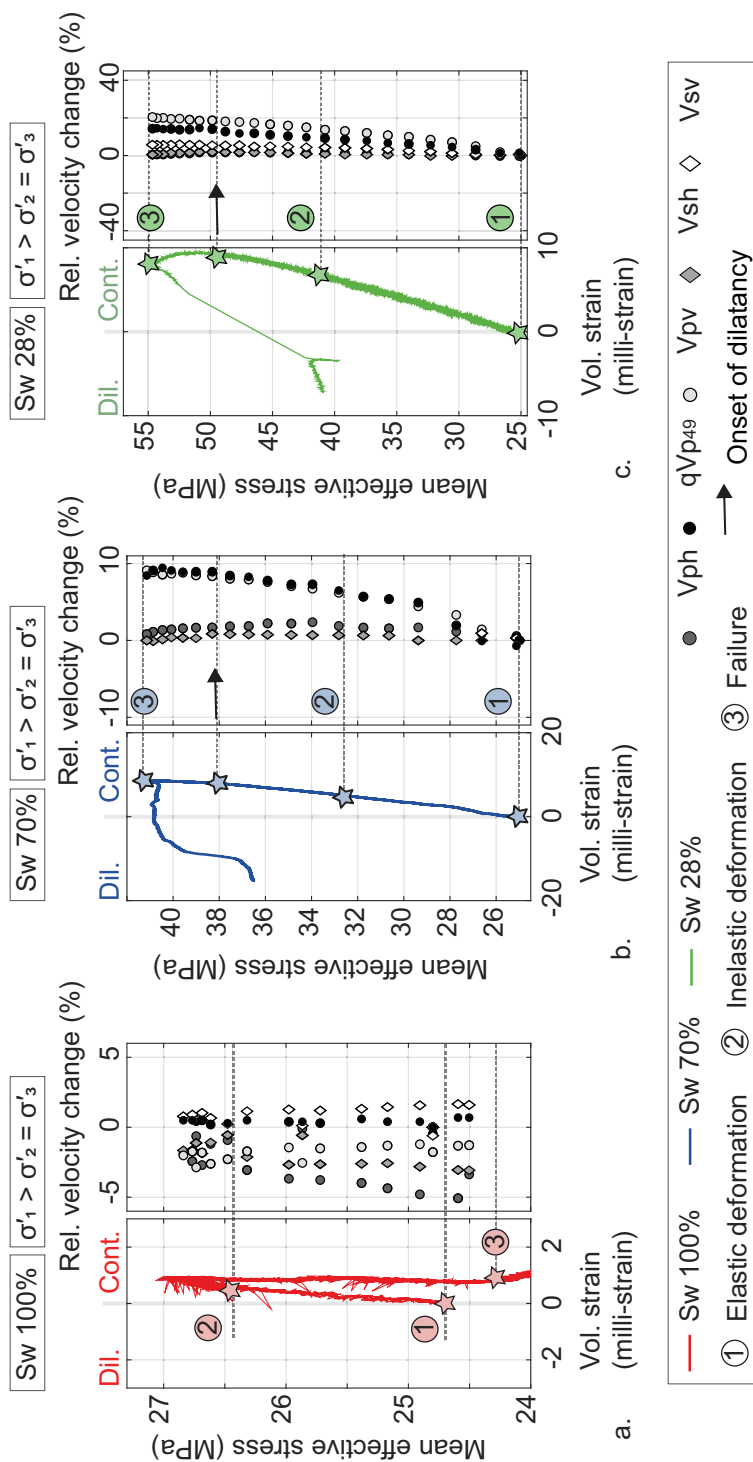 Sw 100% σ'₁ > σ'₂ = σ'₃
Rel. velocity change (%)
-5 0 5
Dil. Cont.
Mean effective stress (MPa)
27
26
25
24
2
1
3
-2 0 2
Vol. strain
(milli-strain)
a.
Sw 70% σ'₁ > σ'₂ = σ'₃
Rel. velocity change (%)
-10 0 10
Dil. Cont.
Mean effective stress (MPa)
40
38
36
34
32
30
28
26
3
2
1
-20 0 20
Vol. strain
(milli-strain)
b.
Sw 28% σ'₁ > σ'₂ = σ'₃
Rel. velocity change (%)
-40 0 40
Dil. Cont.
Mean effective stress (MPa)
55
50
45
40
35
30
25
3
2
1
-10 0 10
Vol. strain
(milli-strain)
c.
Sw 100% Sw 70% Sw 28% Vph qVp49 Vpv Vsh Vsv
1 Elastic deformation 2 Inelastic deformation 3 Failure Onset of dilatancy